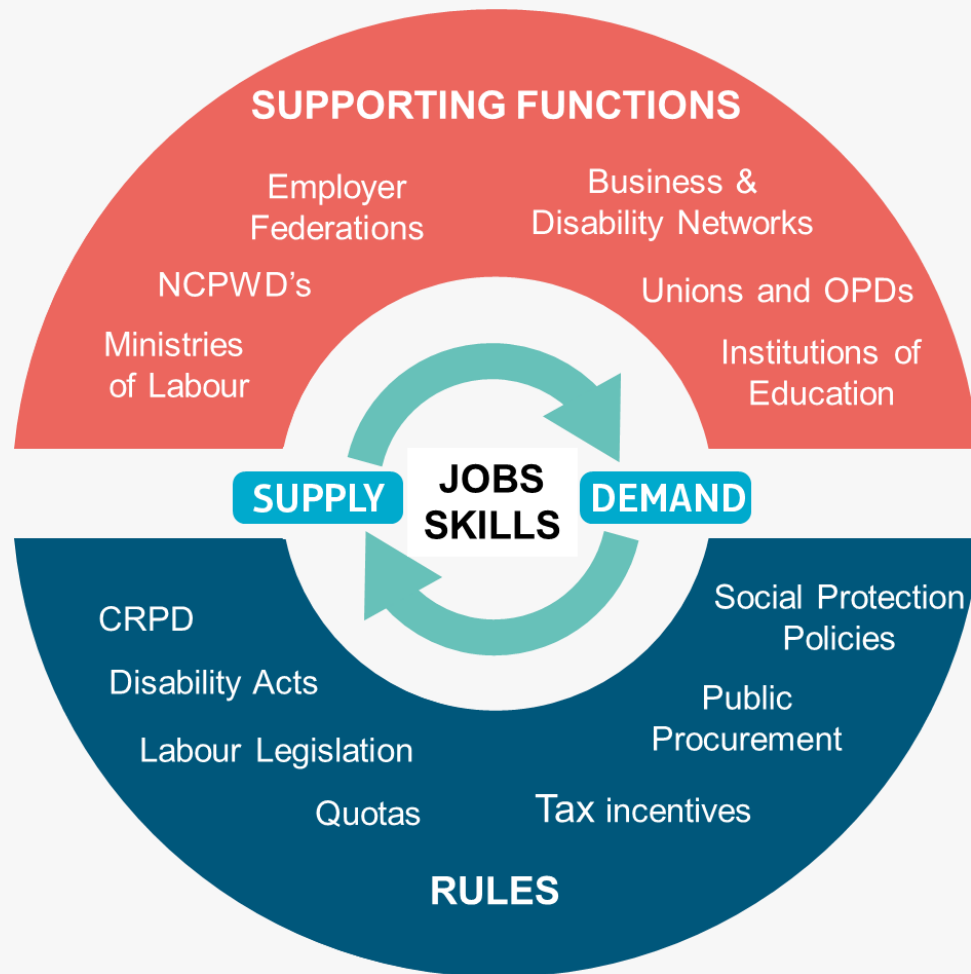 SUPPORTING FUNCTIONS
Employer
Federations
Business &
Disability Networks
NCPWD's
Unions and OPDs
Ministries
of Labour
Institutions of
Education
SUPPLY
JOBS
SKILLS
DEMAND
CRPD
Social Protection
Policies
Disability Acts
Public
Procurement
Labour Legislation
Quotas
Tax incentives
RULES